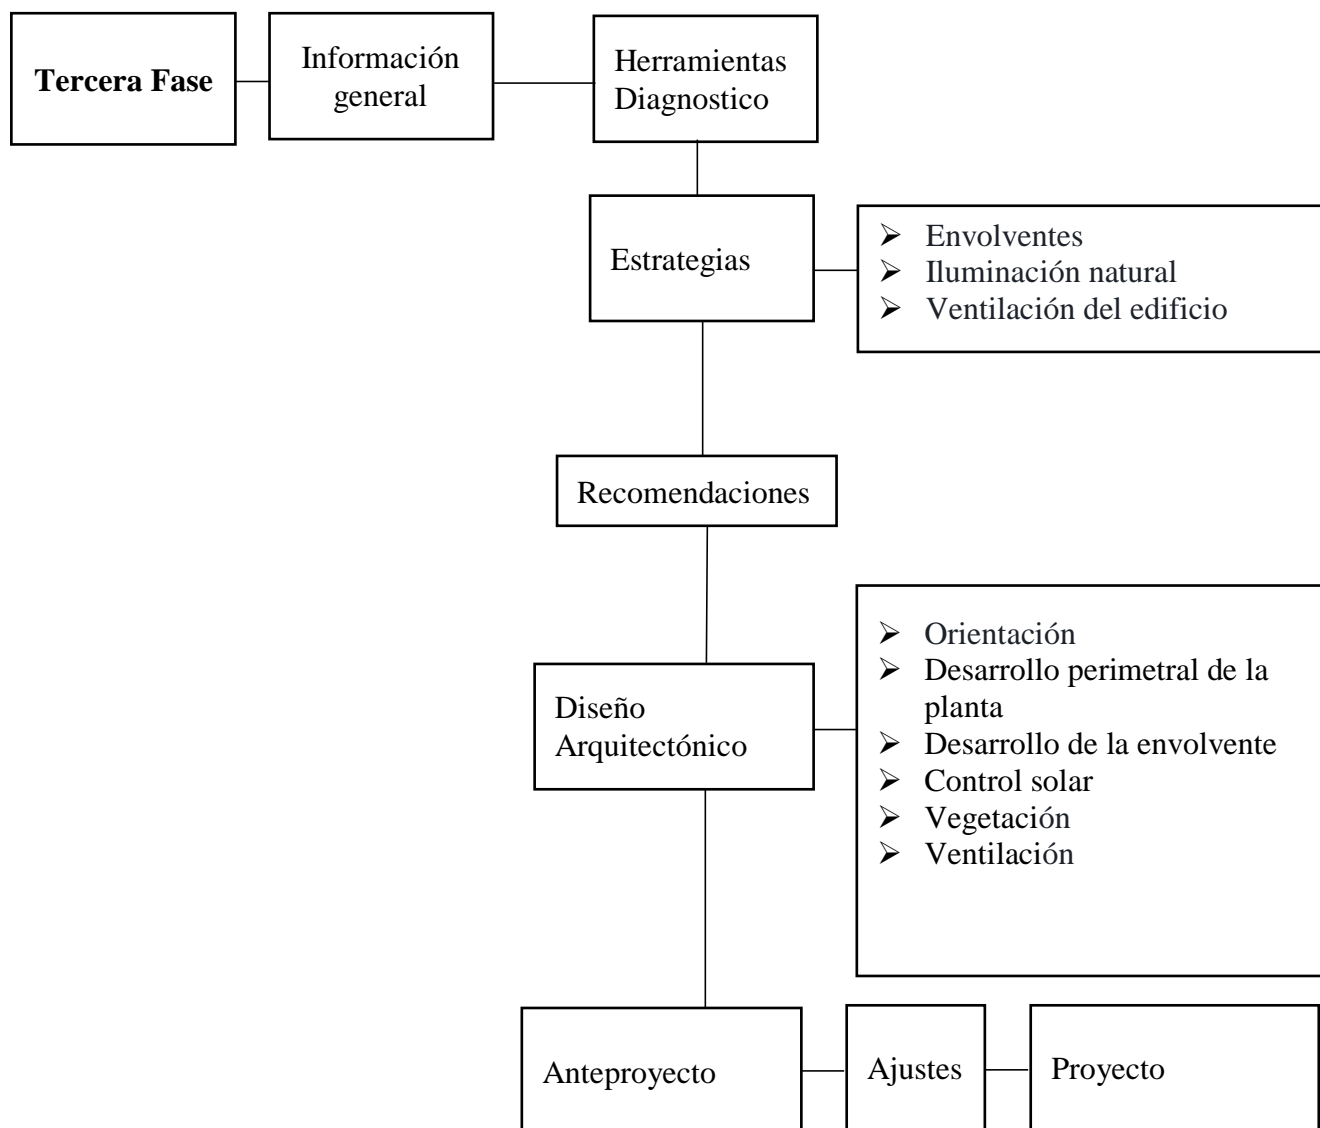 Tercera Fase
Información
general
Herramientas
Diagnostico
Estrategias
➢ Envolventes
➢ Iluminación natural
➢ Ventilación del edificio
Recomendaciones
Diseño
Arquitectónico
➢ Orientación
➢ Desarrollo perimetral de la
planta
➢ Desarrollo de la envolvente
➢ Control solar
➢ Vegetación
➢ Ventilación
Anteproyecto
Ajustes
Proyecto